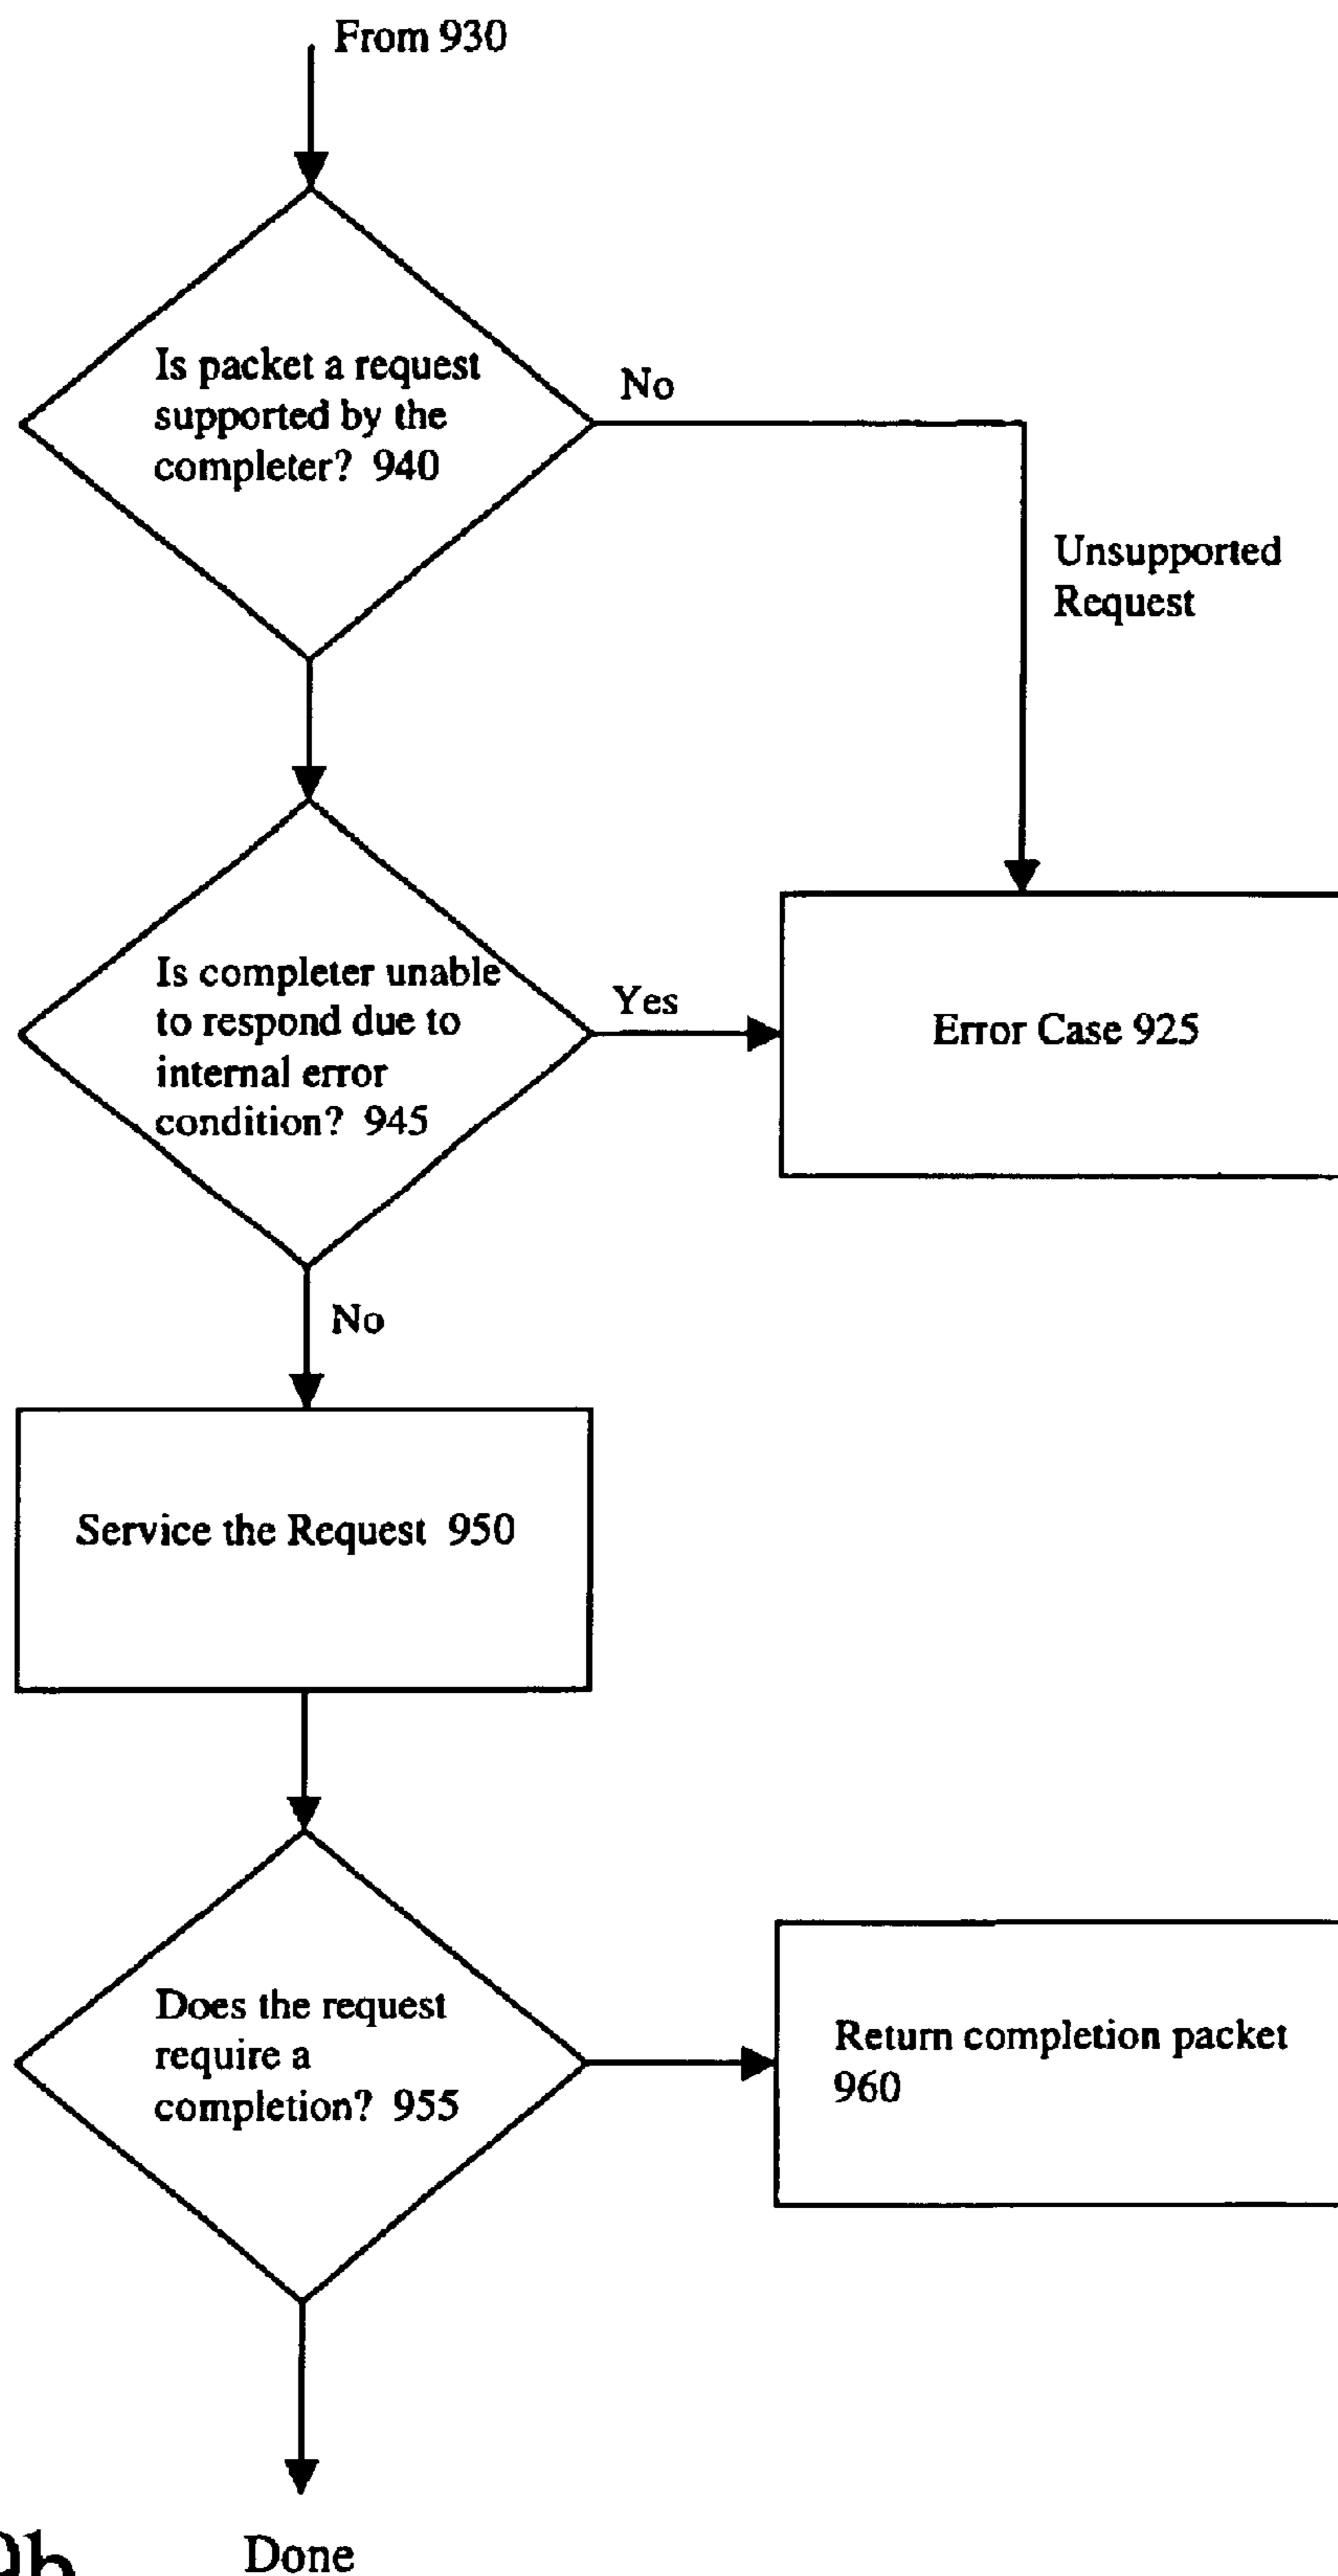 From 930
Is packet a request
supported by the
completer? 940
No
Unsupported
Request
Is completer unable
to respond due to
internal error
condition? 945
Yes
Error Case 925
No
Service the Request 950
Does the request
require a
completion? 955
Return completion packet
960
Done
9b